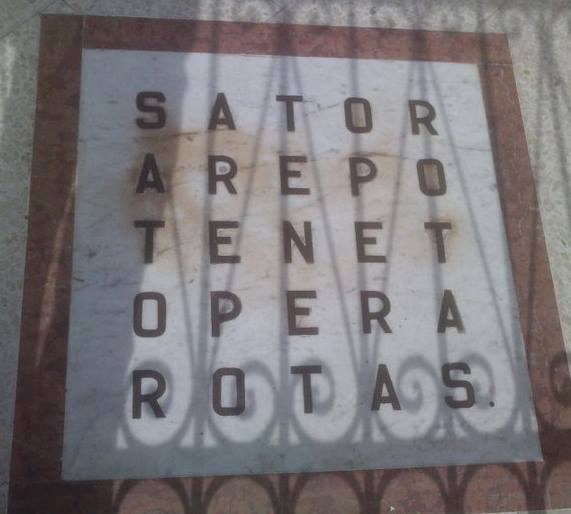 SATOR
AREPO
TENET
OPERA
ROTAS.